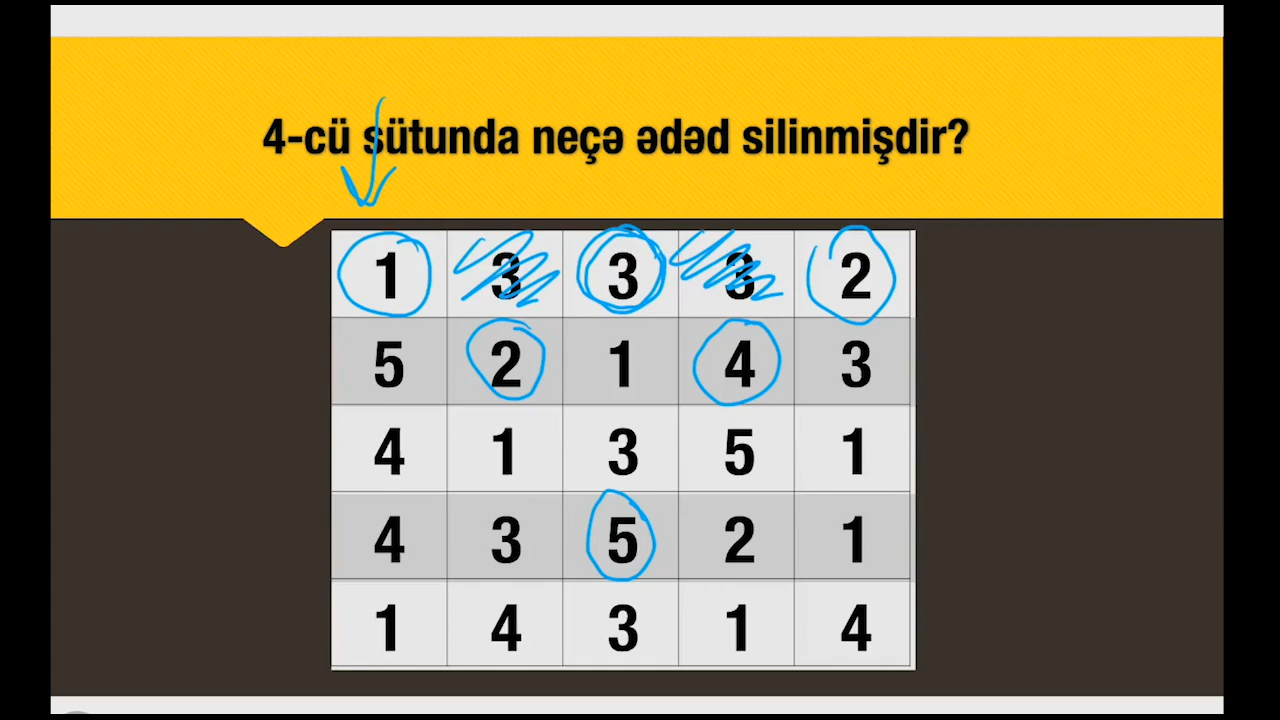 4-cü sütunda neçə ədəd silinmişdir?
1 3 3 3 2
5 2 1 4 3
4 1 3 5 1
4 3 5 2 1
1 4 3 1 4